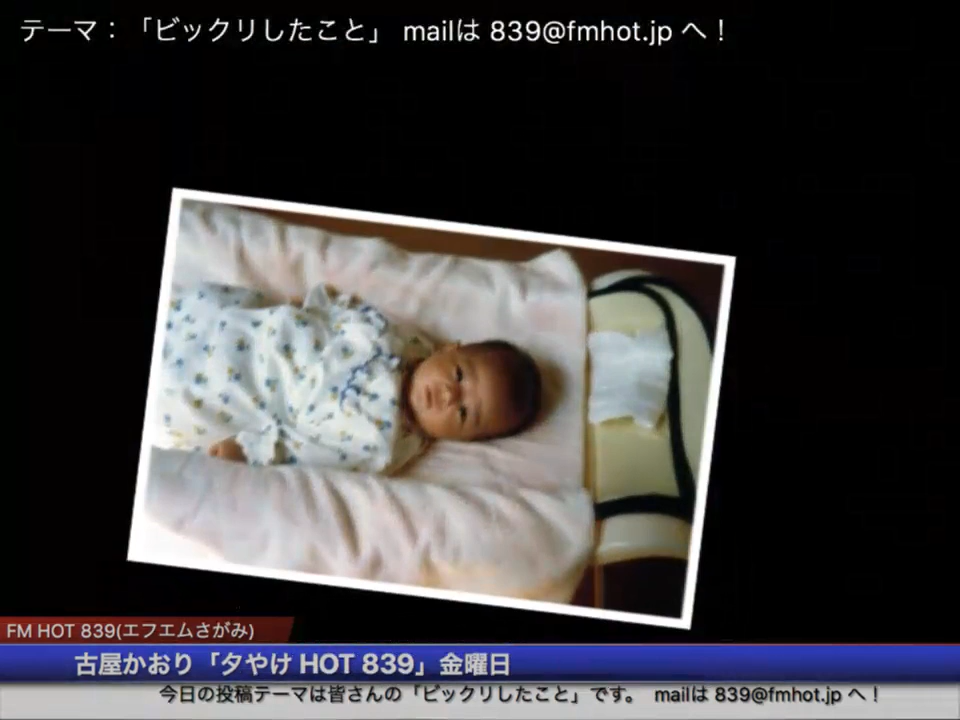 テーマ：「ビックリしたこと」 mailは 839@fmhot.jp へ！
FM HOT 839(エフエムさがみ)
古屋かおり「夕やけ HOT 839」金曜日
今日の投稿テーマは皆さんの「ビックリしたこと」です。 mailは 839@fmhot.jp へ！